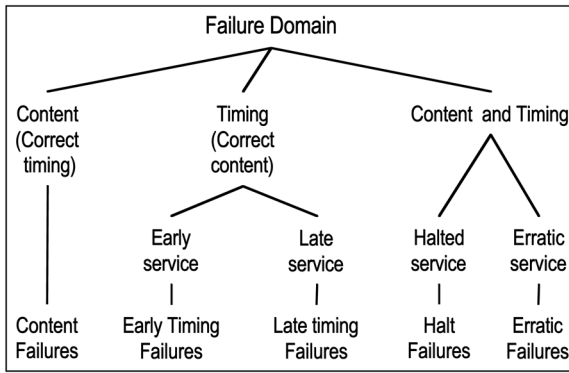 Failure Domain
Content
(Correct
timing)
Timing
(Correct
content)
Content and Timing
Early
service
Late
service
Halted
service
Erratic
service
Content
Failures
Early Timing
Failures
Late timing
Failures
Halt
Failures
Erratic
Failures